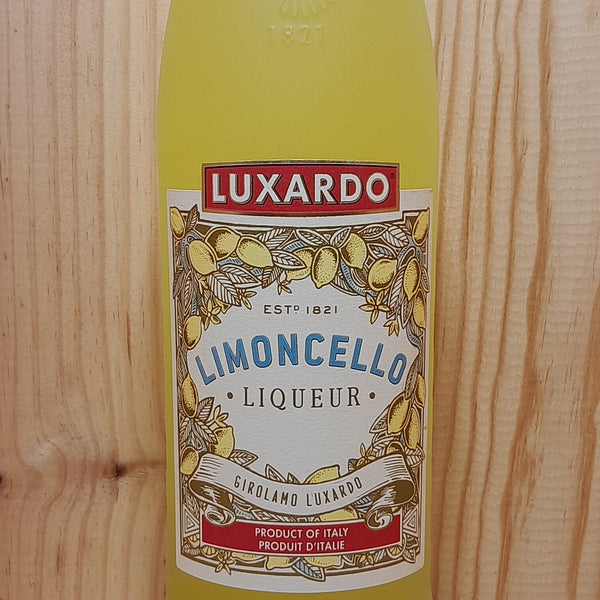 1821
LUXARDO®
ESTD 1821
LIMONCELLO
• LIQUEUR •
GIROLAMO LUXARDO
PRODUCT OF ITALY
PRODUIT D'ITALIE